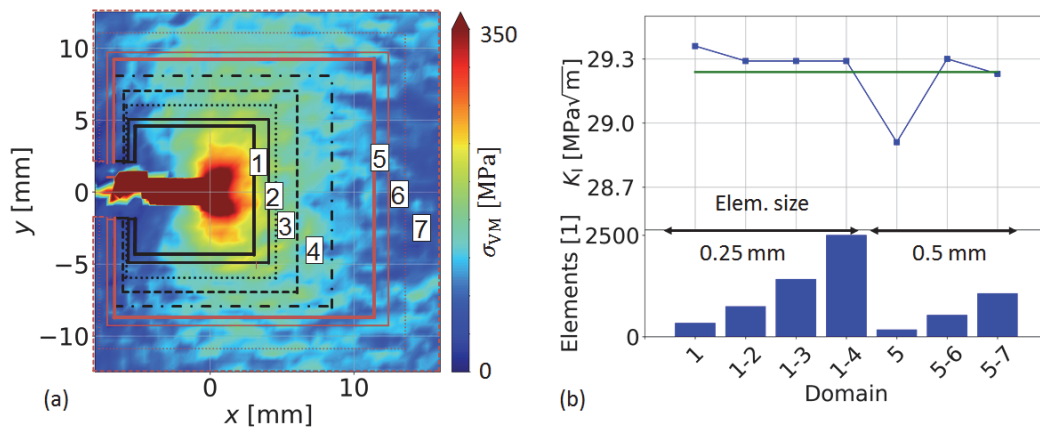 10
5
0
−5
−10
y [mm]
0
10
x [mm]
(a)
1
2
3
4
5
6
7
350
0
σVM [MPa]
29.3
29.0
28.7
KI [MPa√m]
Elem. size
0.25 mm
0.5 mm
2500
0
Elements [1]
1
1-2
1-3
1-4
5
5-6
5-7
Domain
(b)